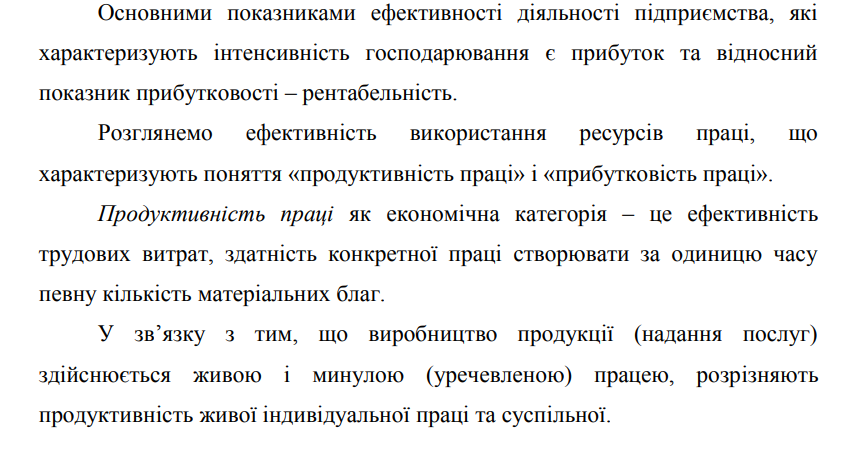 Основними показниками ефективності діяльності підприємства, які
характеризують інтенсивність господарювання є прибуток та відносний
показник прибутковості – рентабельність.
Розглянемо ефективність використання ресурсів праці, що
характеризують поняття «продуктивність праці» і «прибутковість праці».
Продуктивність праці як економічна категорія – це ефективність
трудових витрат, здатність конкретної праці створювати за одиницю часу
певну кількість матеріальних благ.
У зв’язку з тим, що виробництво продукції (надання послуг)
здійснюється живою і минулою (уречевленою) працею, розрізняють
продуктивність живої індивідуальної праці та суспільної.